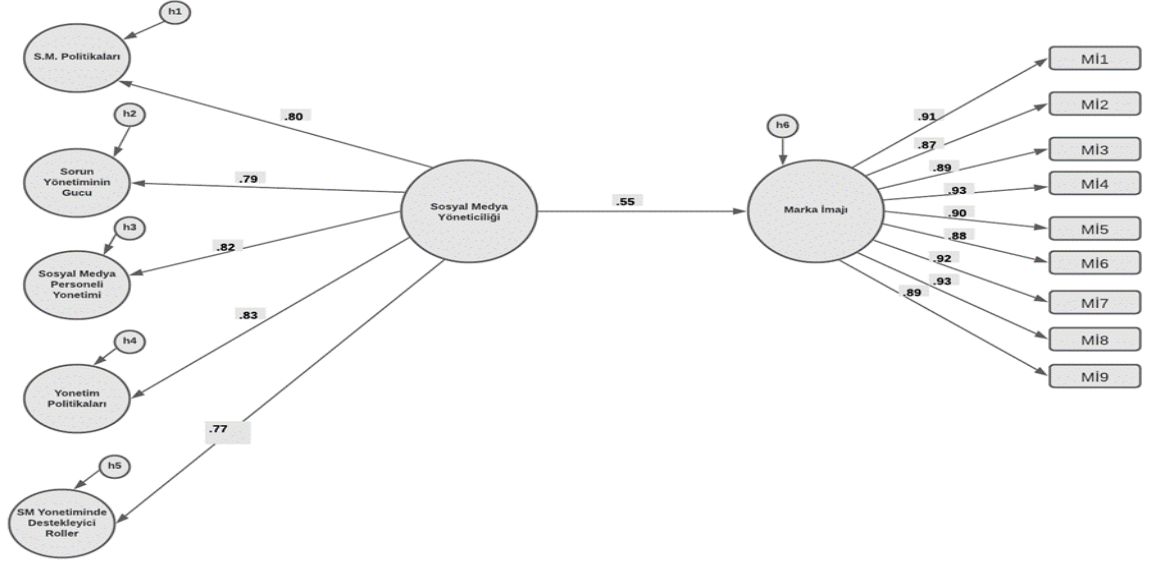 h1
S.M. Politikaları
h2
Sorun
Yönetiminin
Gucu
h3
Sosyal Medya
Personeli
Yonetimi
h4
Yonetim
Politikaları
h5
SM Yonetiminde
Destekleyici
Roller
.80
.79
.82
.83
.77
Sosyal Medya
Yöneticiliği
.55
h6
Marka İmajı
.91
.87
.89
.93
.90
.88
.92
.93
.89
Mİ1
Mİ2
Mİ3
Mİ4
Mİ5
Mİ6
Mİ7
Mİ8
Mİ9